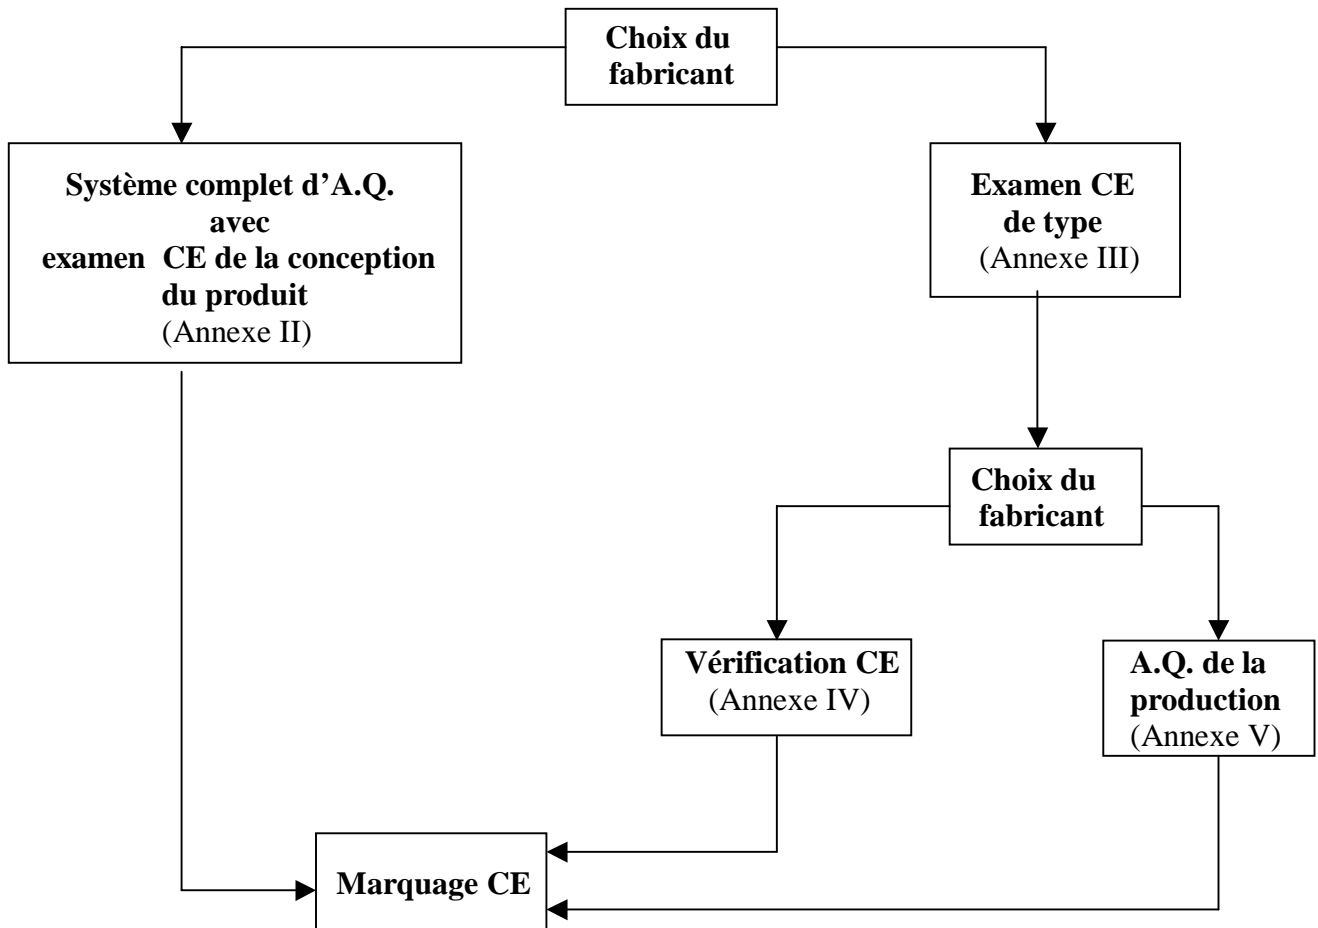 Choix du
fabricant
Système complet d’A.Q.
avec
examen CE de la conception
du produit
(Annexe II)
Examen CE
de type
(Annexe III)
Choix du
fabricant
Vérification CE
(Annexe IV)
A.Q. de la
production
(Annexe V)
Marquage CE